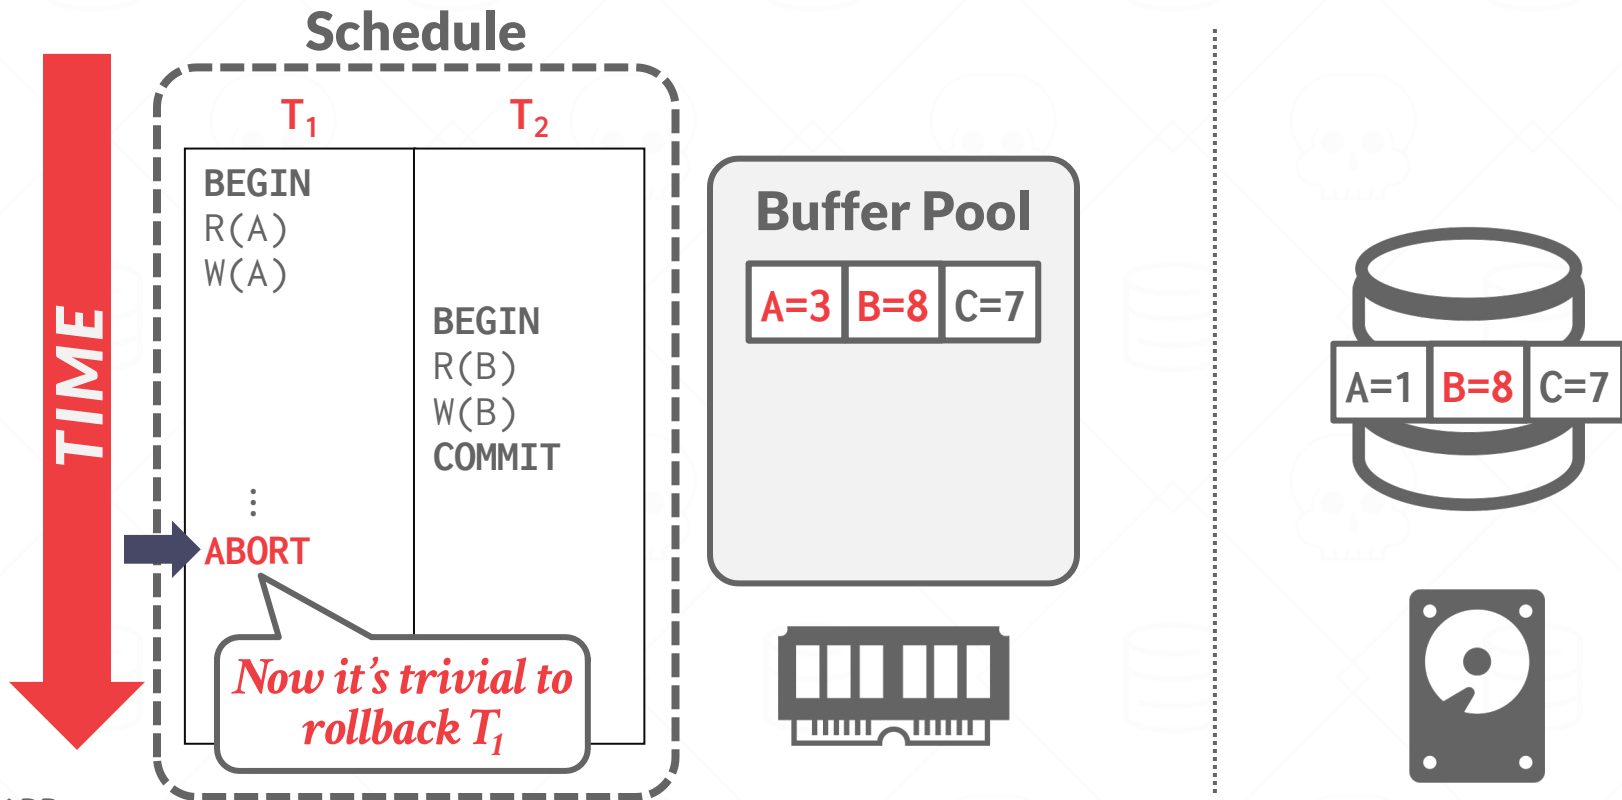 Schedule
TIME
T1
T2
BEGIN
R(A)
W(A)
BEGIN
R(B)
W(B)
COMMIT
⋮
ABORT
Now it's trivial to
rollback T1
Buffer Pool
A=3 B=8 C=7
A=1 B=8 C=7